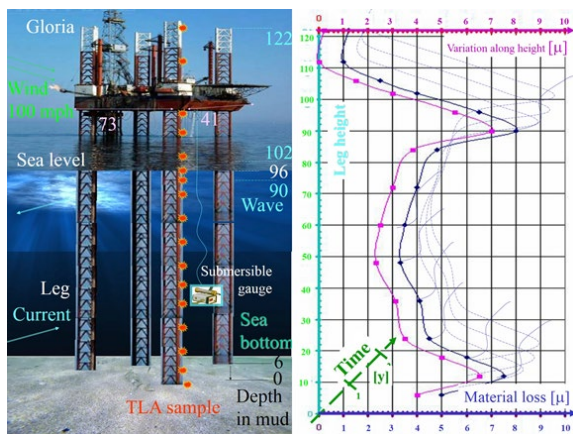 Gloria
122
Wind
100 mph
73
41
Sea level
102
96
90
Wave
Submersible
gauge
Leg
Current
Sea
bottom
6
0
TLA sample
Depth
in mud
0 1 2 3 4 5 6 7 8 9 10
Variation along height [μ]
120
110
100
90
80
70
60
50
40
30
20
10
0
Leg height
Time
1
[y]
Material loss [μ]
0 1 2 3 4 5 6 7 8 9 10